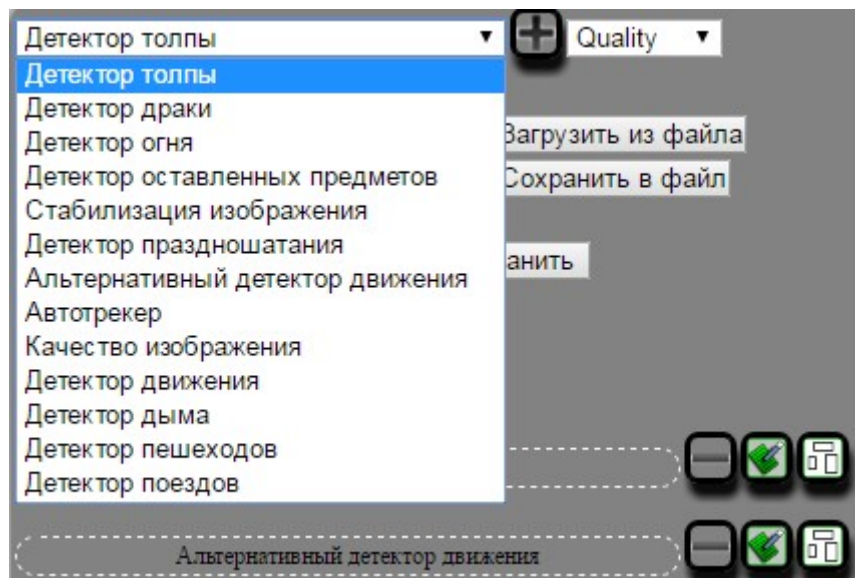 Детектор толпы
Quality
Детектор толпы
Детектор драки
Детектор огня
Загрузить из файла
Детектор оставленных предметов
Сохранить в файл
Стабилизация изображения
Детектор праздношатания
анить
Альтернативный детектор движения
Автотрекер
Качество изображения
Детектор движения
Детектор дыма
Детектор пешеходов
Детектор поездов
Альтернативный детектор движения